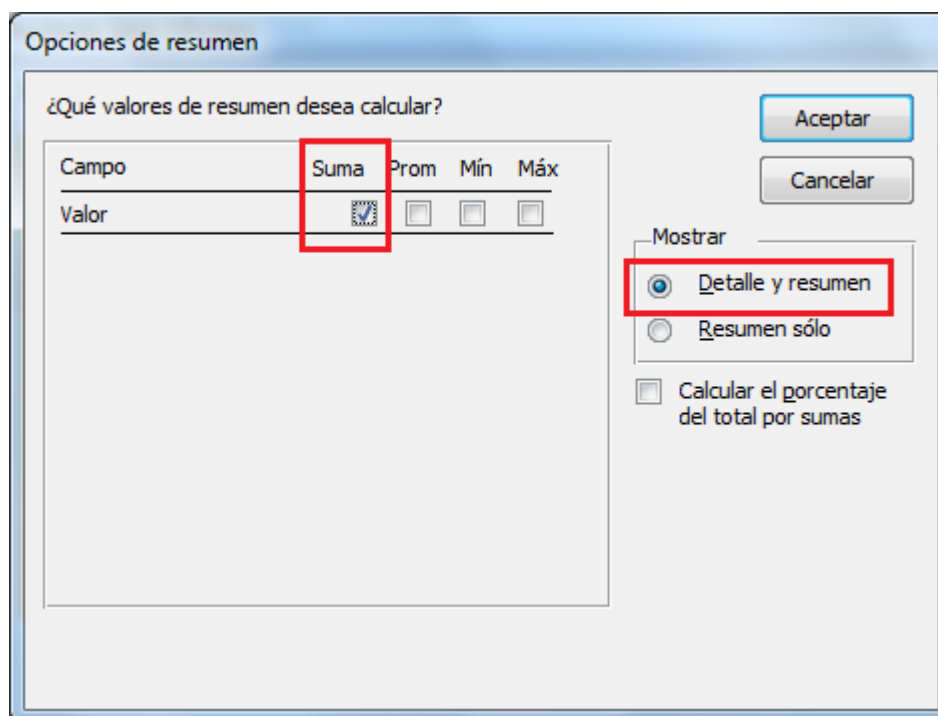 Opciones de resumen
¿Qué valores de resumen desea calcular?
Aceptar
Campo Suma Prom Mín Máx
Cancelar
Valor
Mostrar
Detalle y resumen
Resumen sólo
Calcular el porcentaje
del total por sumas